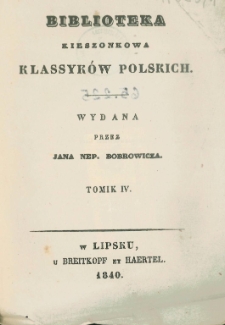 BIBLIOTEKA
KIESZONKOWA
KLASSYKÓW POLSKICH.
WYDANA
PRZEZ
JANA NEP. BOBROWICZA.
TOMIK IV.
W LIPSKU,
U BREITKOPF ET HAERTEL.
1840.